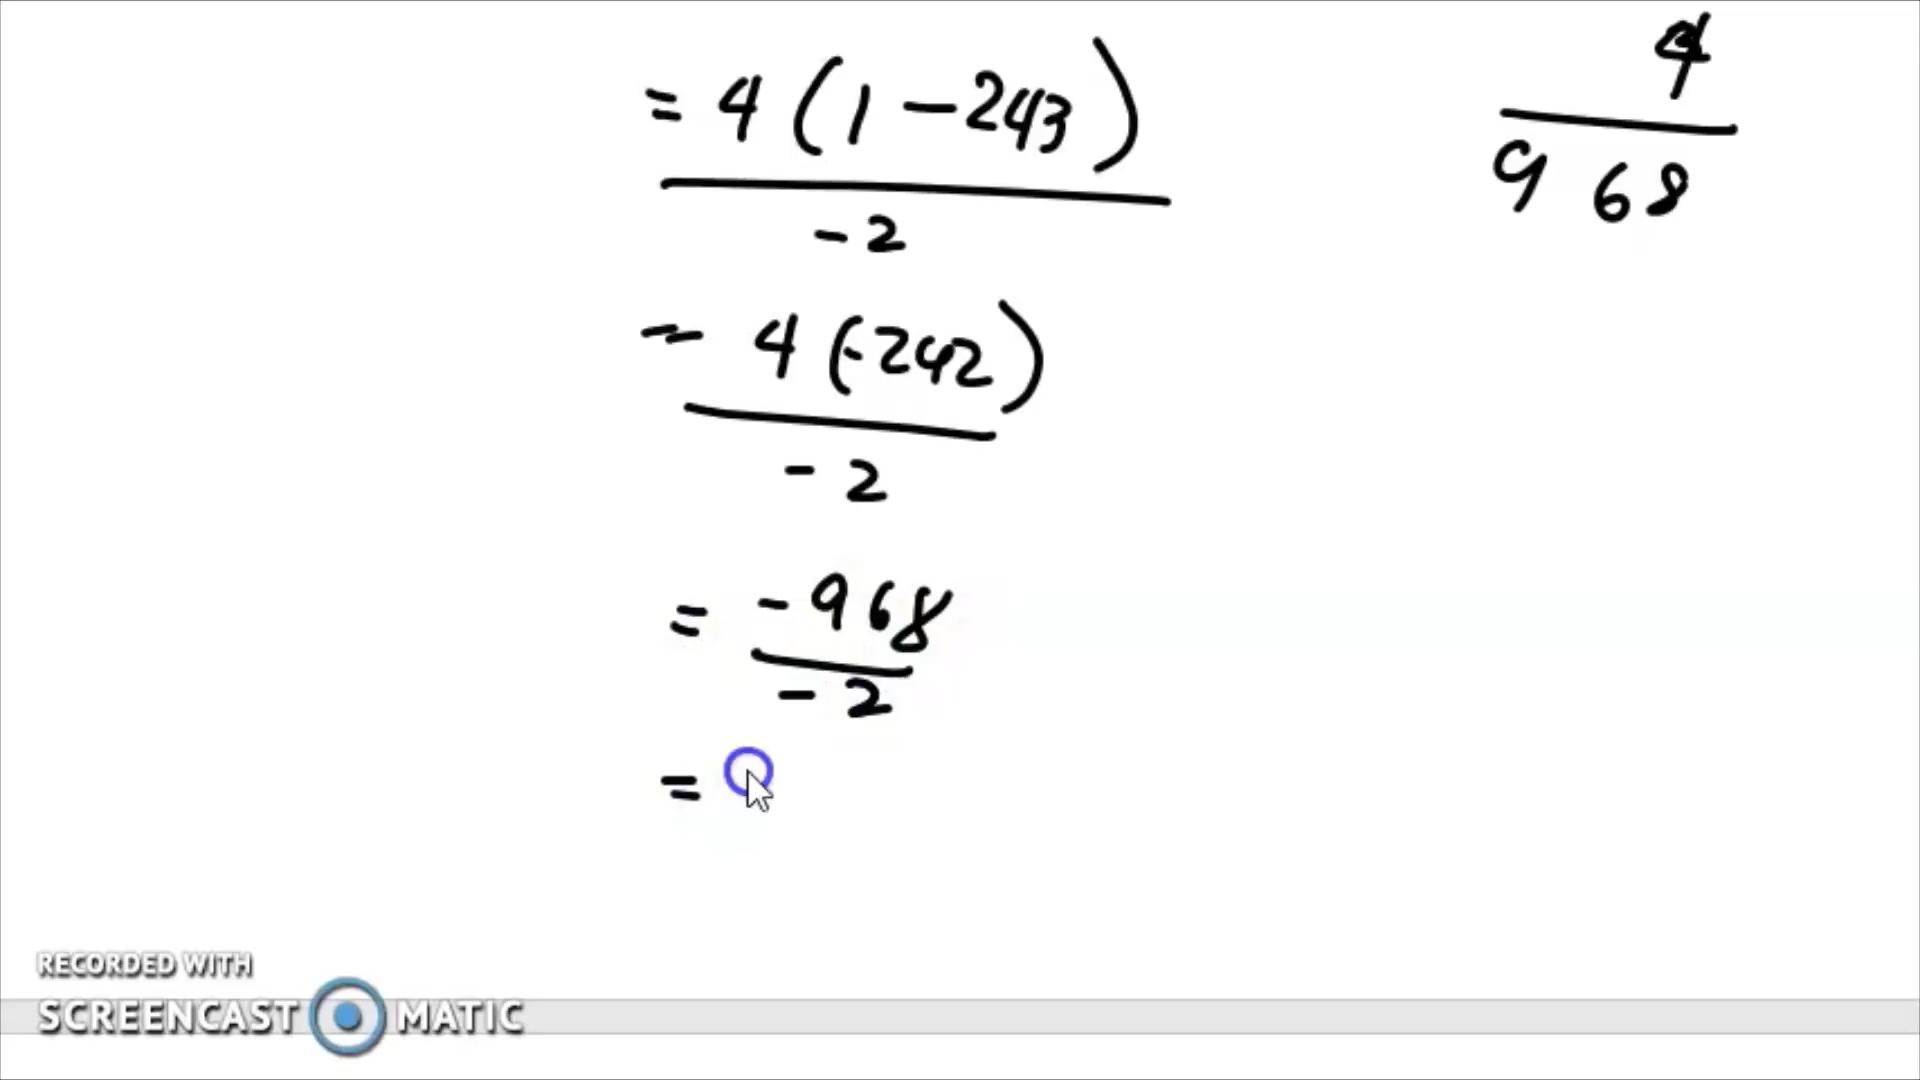 = 4 (1 - 243)
-2
= 4 (-242)
-2
= -968
-2
=
4
968
RECORDED WITH
SCREENCAST MATIC